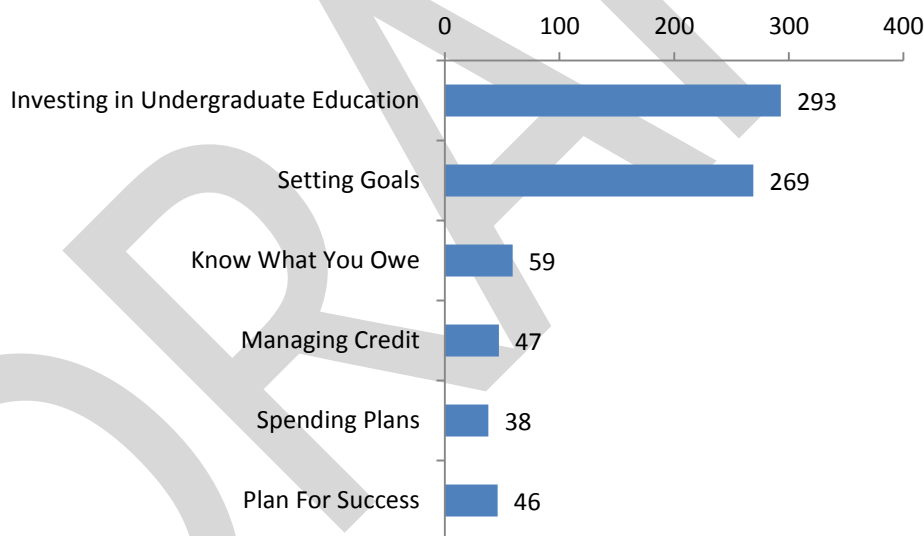 0 100 200 300 400
Investing in Undergraduate Education 293
Setting Goals 269
Know What You Owe 59
Managing Credit 47
Spending Plans 38
Plan For Success 46